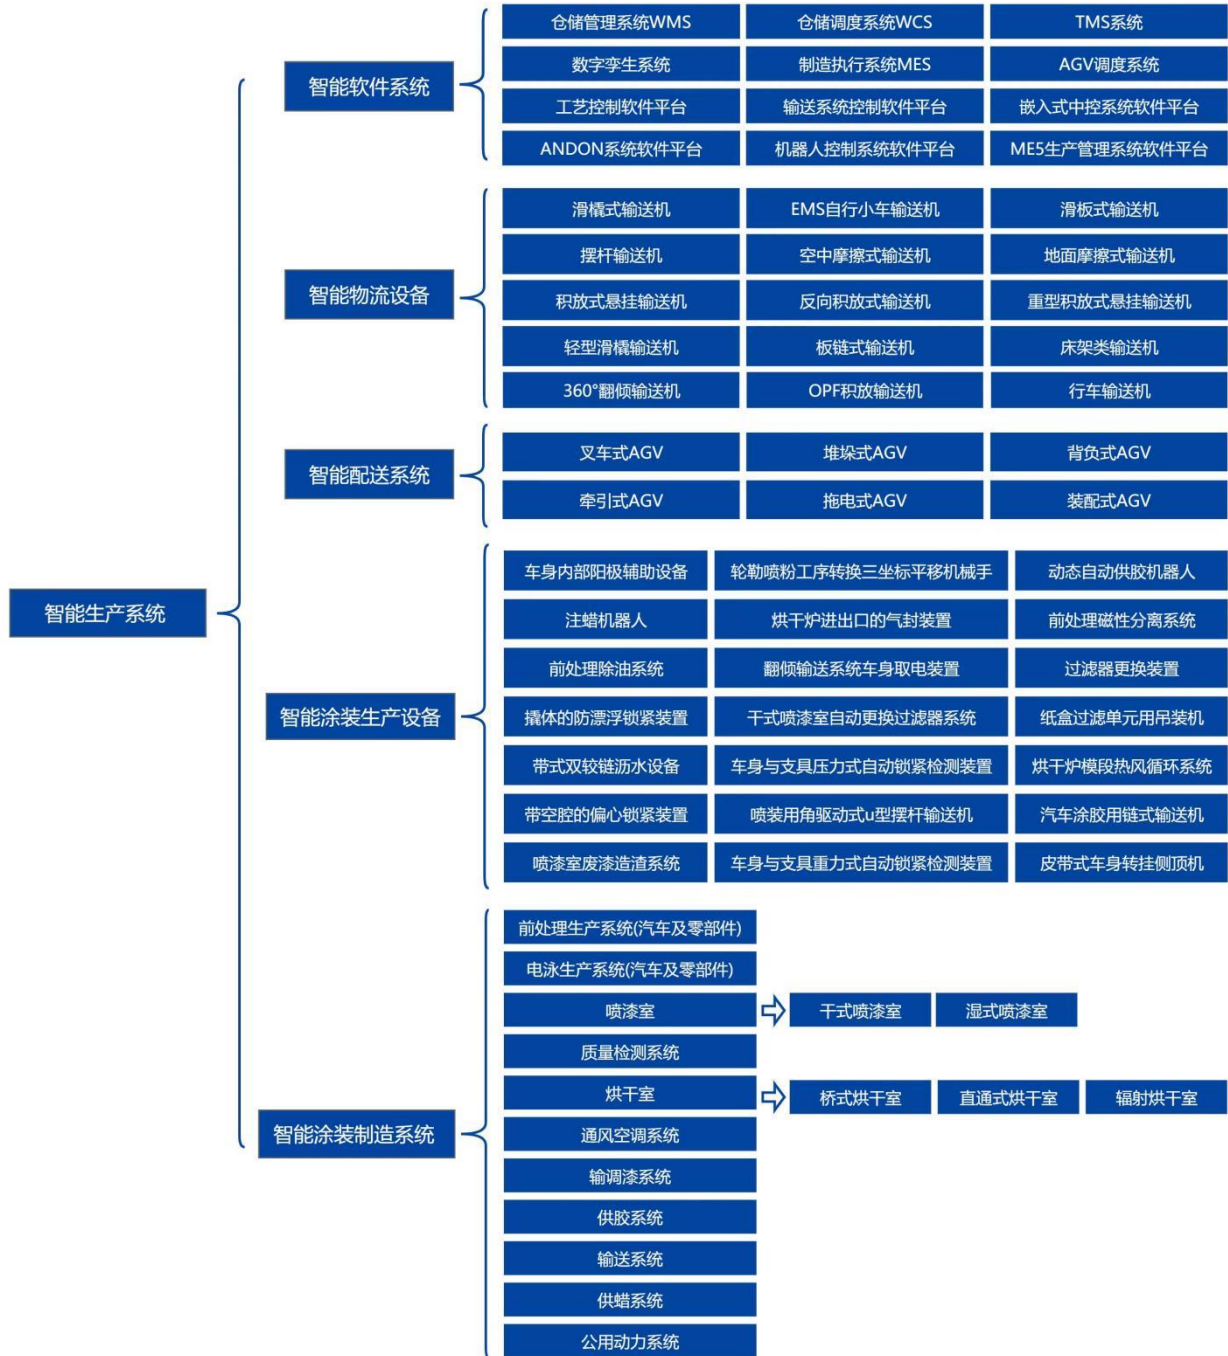 智能生产系统
智能软件系统
仓储管理系统WMS 仓储调度系统WCS TMS系统
数字孪生系统 制造执行系统MES AGV调度系统
工艺控制软件平台 输送系统控制软件平台 嵌入式中控系统软件平台
ANDON系统软件平台 机器人控制系统软件平台 ME5生产管理系统软件平台
智能物流设备
滑橇式输送机 EMS自行小车输送机 滑板式输送机
摆杆输送机 空中摩擦式输送机 地面摩擦式输送机
积放式悬挂输送机 反向积放式输送机 重型积放式悬挂输送机
轻型滑橇输送机 板链式输送机 床架类输送机
360°翻倾输送机 OPF积放输送机 行车输送机
智能配送系统
叉车式AGV 堆垛式AGV 背负式AGV
牵引式AGV 拖电式AGV 装配式AGV
智能涂装生产设备
车身内部阳极辅助设备 轮勒喷粉工序转换三坐标平移机械手 动态自动供胶机器人
注蜡机器人 烘干炉进出口的气封装置 前处理磁性分离系统
前处理除油系统 翻倾输送系统车身取电装置 过滤器更换装置
撬体的防漂浮锁紧装置 干式喷漆室自动更换过滤器系统 纸盒过滤单元用吊装机
带式双较链沥水设备 车身与支具压力式自动锁紧检测装置 烘干炉模段热风循环系统
带空腔的偏心锁紧装置 喷装用角驱动式u型摆杆输送机 汽车涂胶用链式输送机
喷漆室废漆造渣系统 车身与支具重力式自动锁紧检测装置 皮带式车身转挂侧顶机
智能涂装制造系统
前处理生产系统(汽车及零部件)
电泳生产系统(汽车及零部件)
喷漆室 干式喷漆室 湿式喷漆室
质量检测系统
烘干室 桥式烘干室 直通式烘干室 辐射烘干室
通风空调系统
输调漆系统
供胶系统
输送系统
供蜡系统
公用动力系统